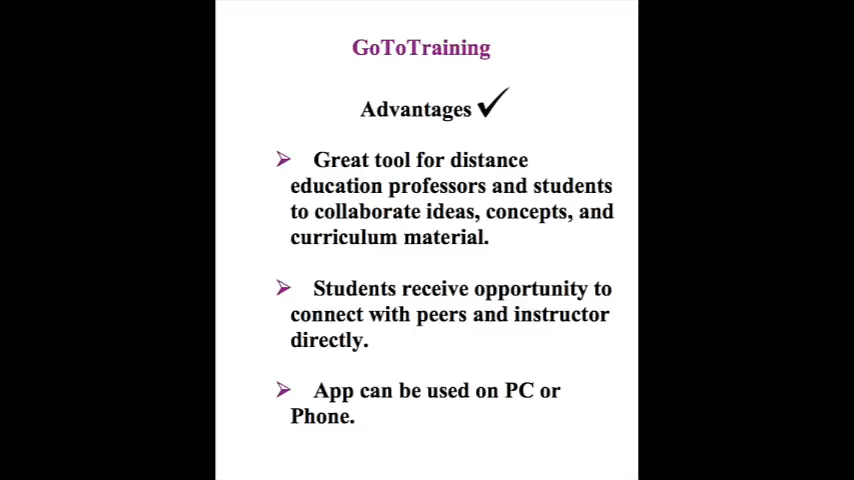 GoToTraining
Advantages ✓
➢ Great tool for distance
education professors and students
to collaborate ideas, concepts, and
curriculum material.
➢ Students receive opportunity to
connect with peers and instructor
directly.
➢ App can be used on PC or
Phone.